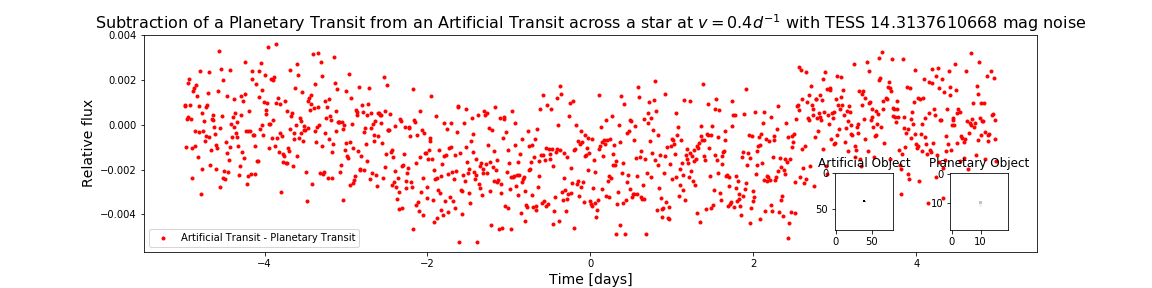 Subtraction of a Planetary Transit from an Artificial Transit across a star at v = 0.4d⁻¹ with TESS 14.3137610668 mag noise
Relative flux
0.004
0.002
0.000
−0.002
−0.004
Artificial Transit - Planetary Transit
Artificial Object
0
50
0 50
Planetary Object
0
10
0 10
−4 −2 0 2 4
Time [days]